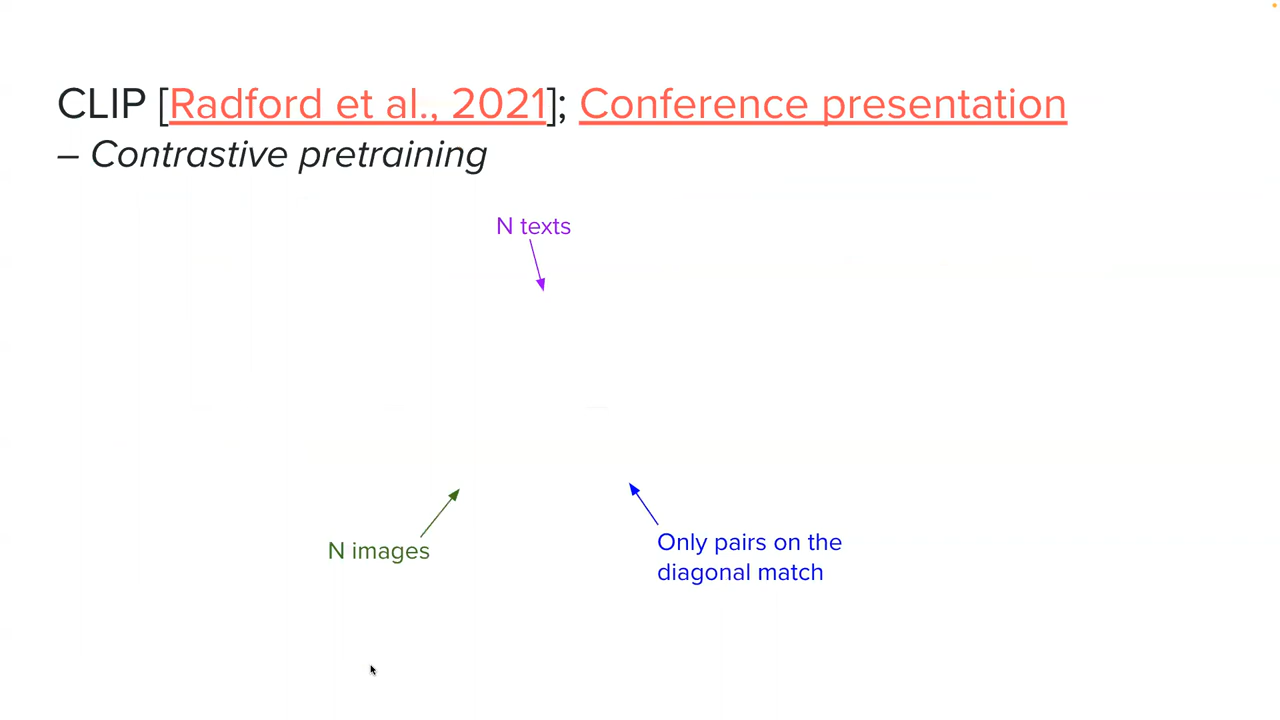 CLIP [Radford et al., 2021]; Conference presentation
– Contrastive pretraining
N texts
N images
Only pairs on the
diagonal match